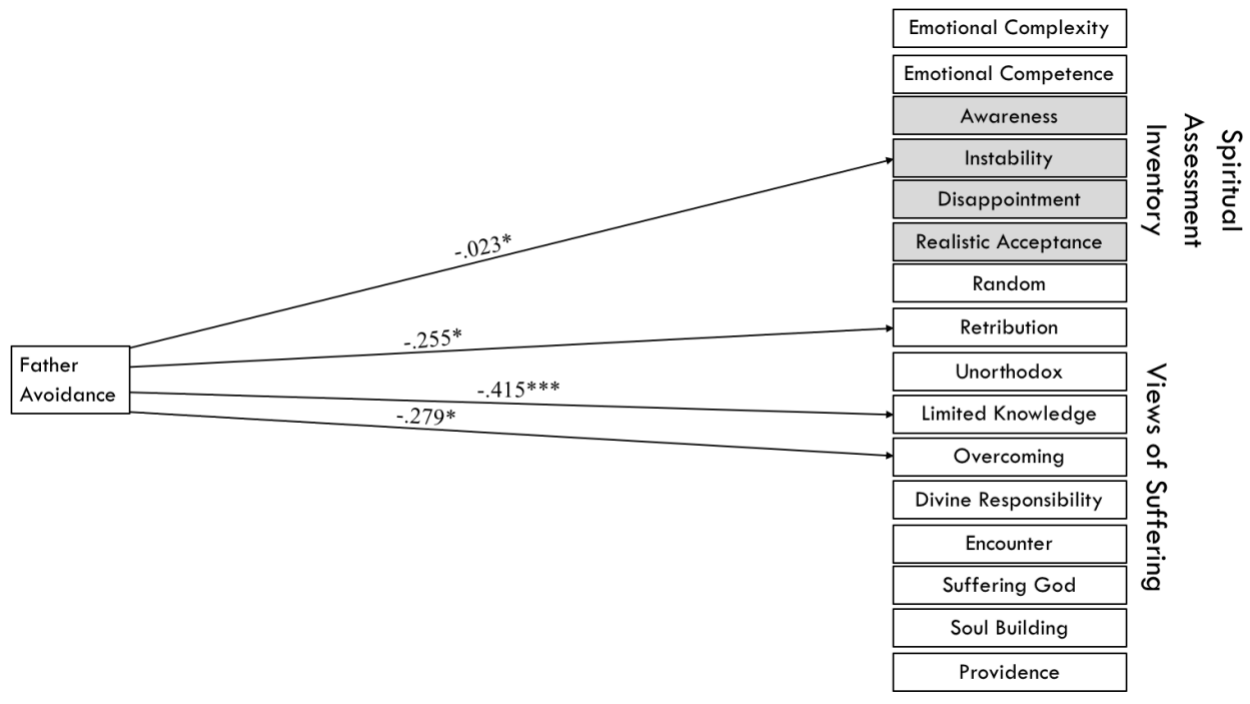 Emotional Complexity
Emotional Competence
Awareness
Instability
Disappointment
Realistic Acceptance
Random
Retribution
Unorthodox
Limited Knowledge
Overcoming
Divine Responsibility
Encounter
Suffering God
Soul Building
Providence
Spiritual
Assessment
Inventory
Views of Suffering
Father
Avoidance
-.023*
-.255*
-.415***
-.279*